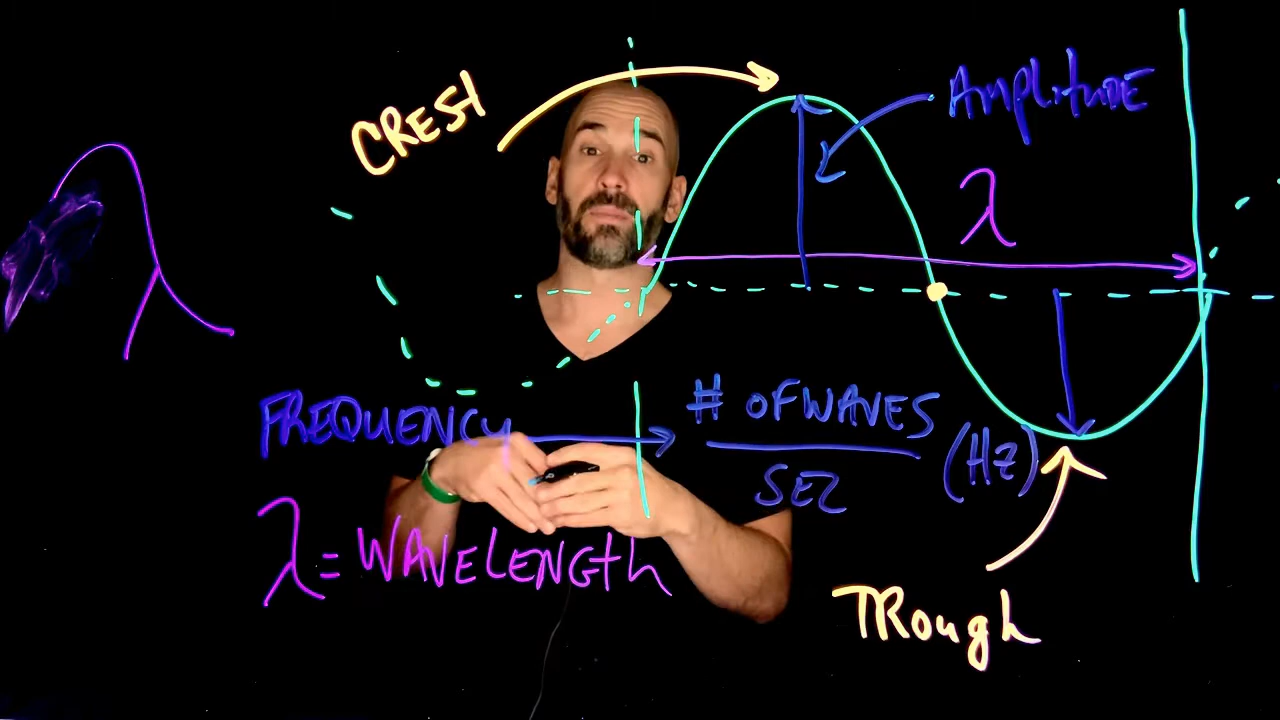 CREST
AmplitudE
λ
λ
FREQUENCY → # oF WAVES / SEC (HZ)
λ = WAVELENGTh
TRough